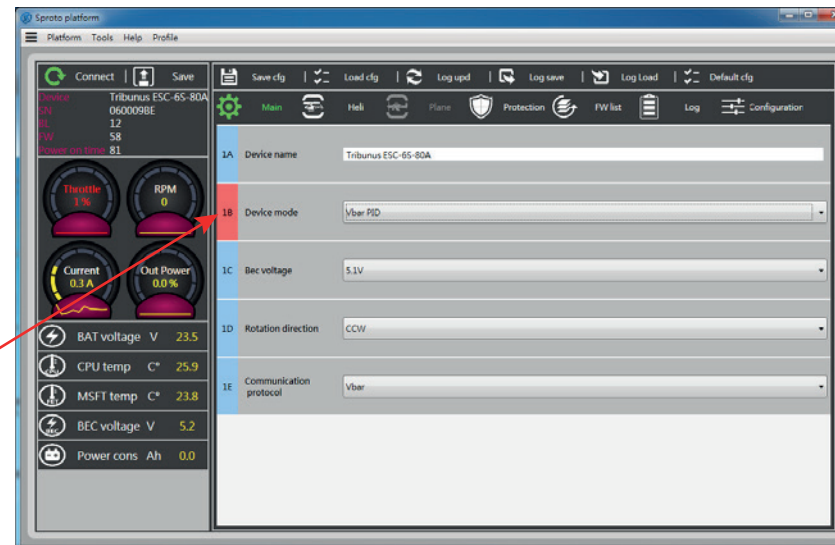 Sproto platform
Platform Tools Help Profile
Connect | Save
Save cfg | Load cfg | Log upd | Log save | Log Load | Default cfg
Device Tribunus ESC-6S-80A
SN 060009BE
BL 12
FW 58
Power on time 81
Main Heli Plane Protection FW list Log Configuration
Throttle
1 %
RPM
0
Current
0.3 A
Out Power
0.0 %
BAT voltage V 23.5
CPU temp C° 25.9
MSFT temp C° 23.8
BEC voltage V 5.2
Power cons Ah 0.0
1A Device name Tribunus ESC-6S-80A
1B Device mode Vbar PID
1C Bec voltage 5.1V
1D Rotation direction CCW
1E Communication protocol Vbar